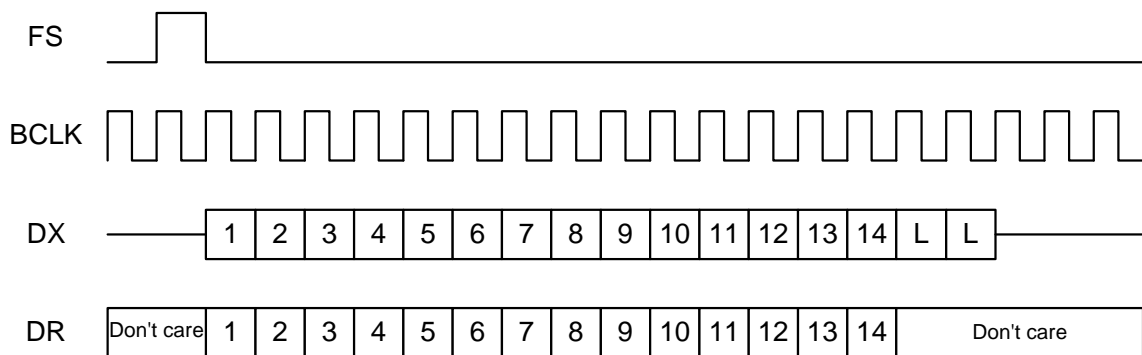 FS
BCLK
DX 1 2 3 4 5 6 7 8 9 10 11 12 13 14 L L
DR Don't care 1 2 3 4 5 6 7 8 9 10 11 12 13 14 Don't care